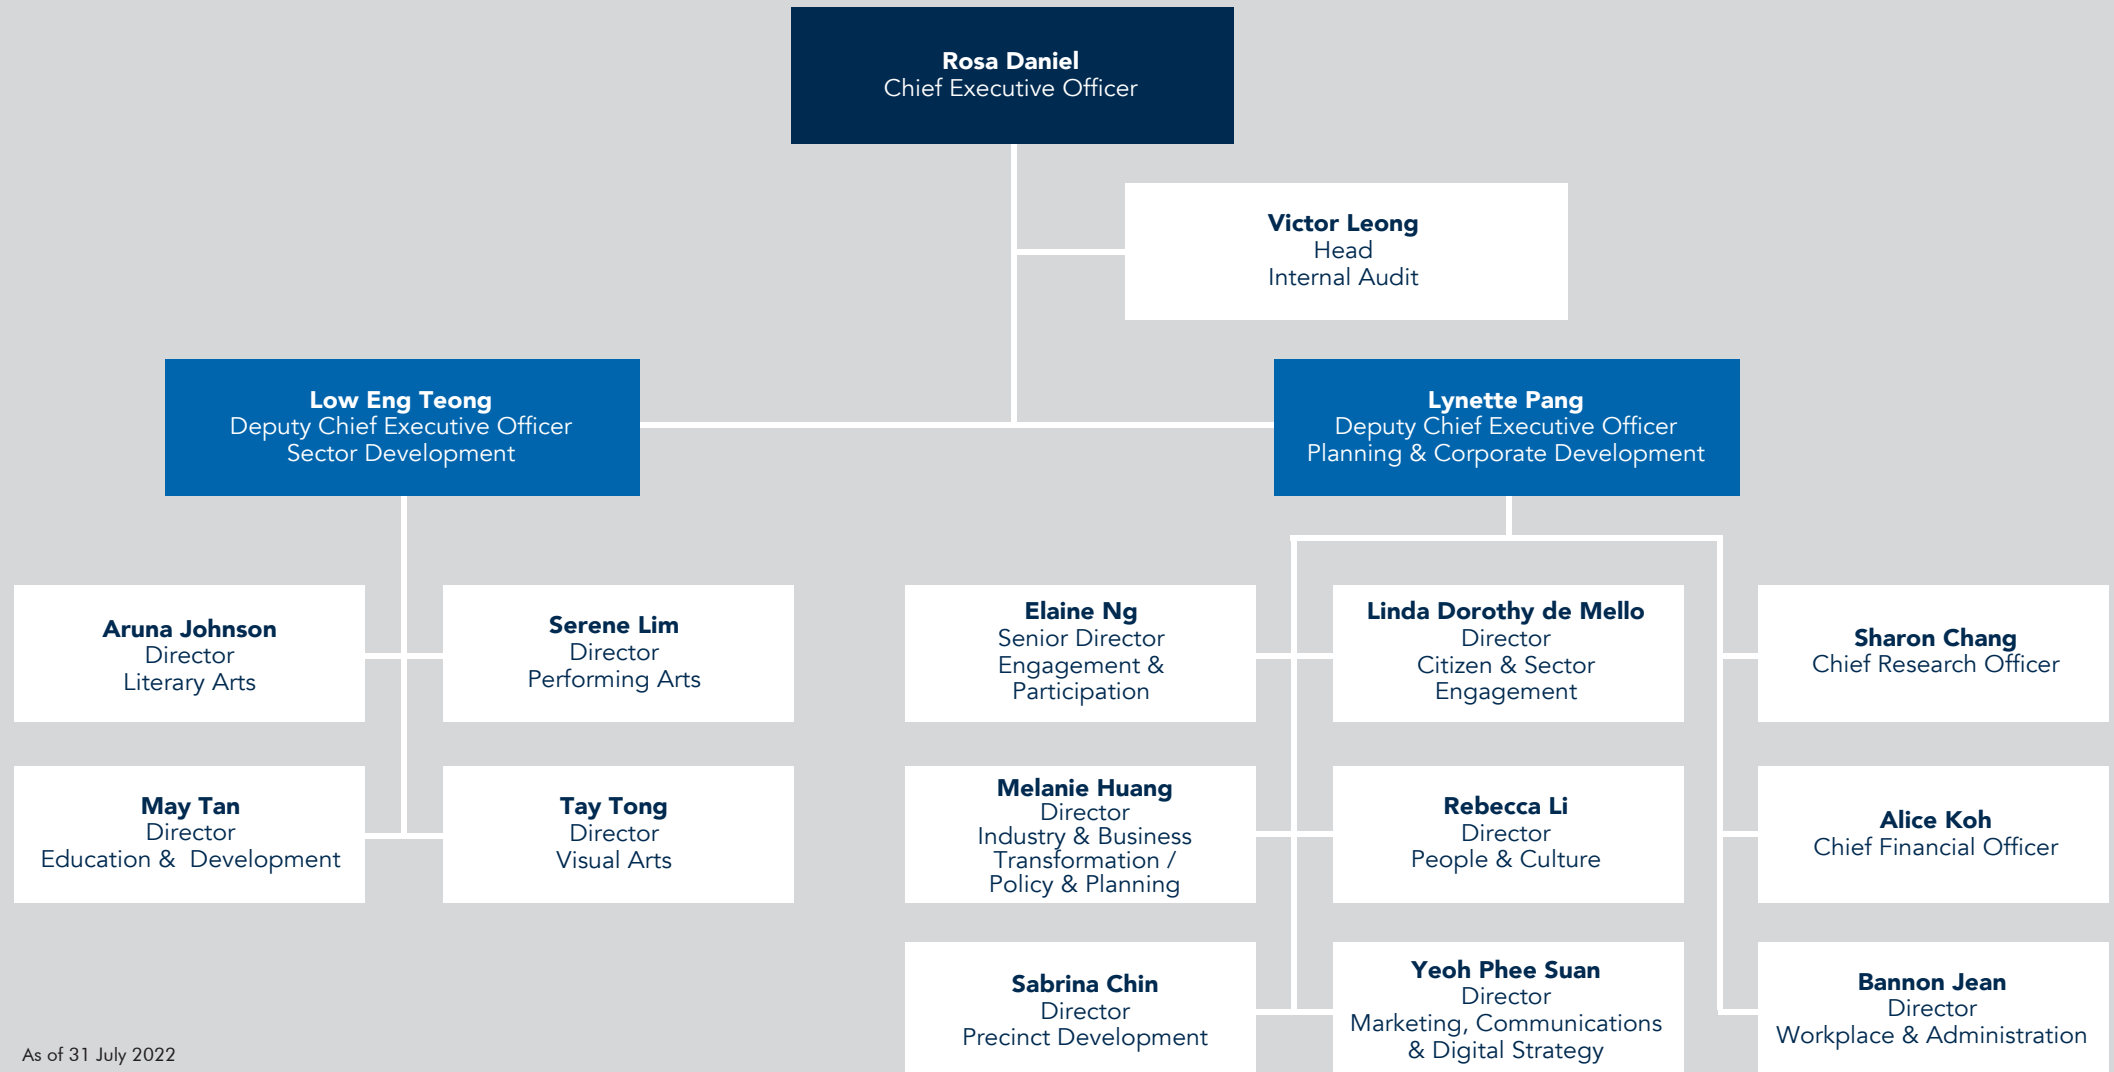 Rosa Daniel
Chief Executive Officer
Victor Leong
Head
Internal Audit
Low Eng Teong
Deputy Chief Executive Officer
Sector Development
Lynette Pang
Deputy Chief Executive Officer
Planning & Corporate Development
Aruna Johnson
Director
Literary Arts
Serene Lim
Director
Performing Arts
Elaine Ng
Senior Director
Engagement &
Participation
Linda Dorothy de Mello
Director
Citizen & Sector
Engagement
Sharon Chang
Chief Research Officer
May Tan
Director
Education & Development
Tay Tong
Director
Visual Arts
Melanie Huang
Director
Industry & Business
Transformation /
Policy & Planning
Rebecca Li
Director
People & Culture
Alice Koh
Chief Financial Officer
Sabrina Chin
Director
Precinct Development
Yeoh Phee Suan
Director
Marketing, Communications
& Digital Strategy
Bannon Jean
Director
Workplace & Administration
As of 31 July 2022